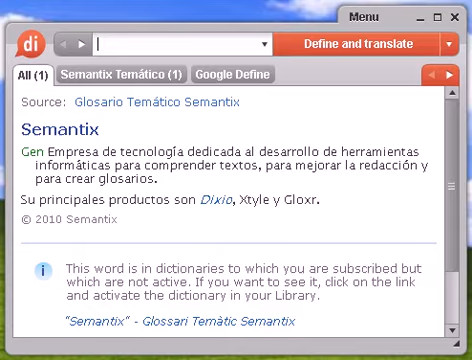 Menu
di
Define and translate
All (1) Semantix Temático (1) Google Define
Source: Glosario Temático Semantix
Semantix
Gen Empresa de tecnología dedicada al desarrollo de herramientas
informáticas para comprender textos, para mejorar la redacción y
para crear glosarios.
Su principales productos son Dixio, Xtyle y Gloxr.
© 2010 Semantix
i
This word is in dictionaries to which you are subscribed but
which are not active. If you want to see it, click on the link
and activate the dictionary in your Library.
"Semantix" - Glossari Temàtic Semantix